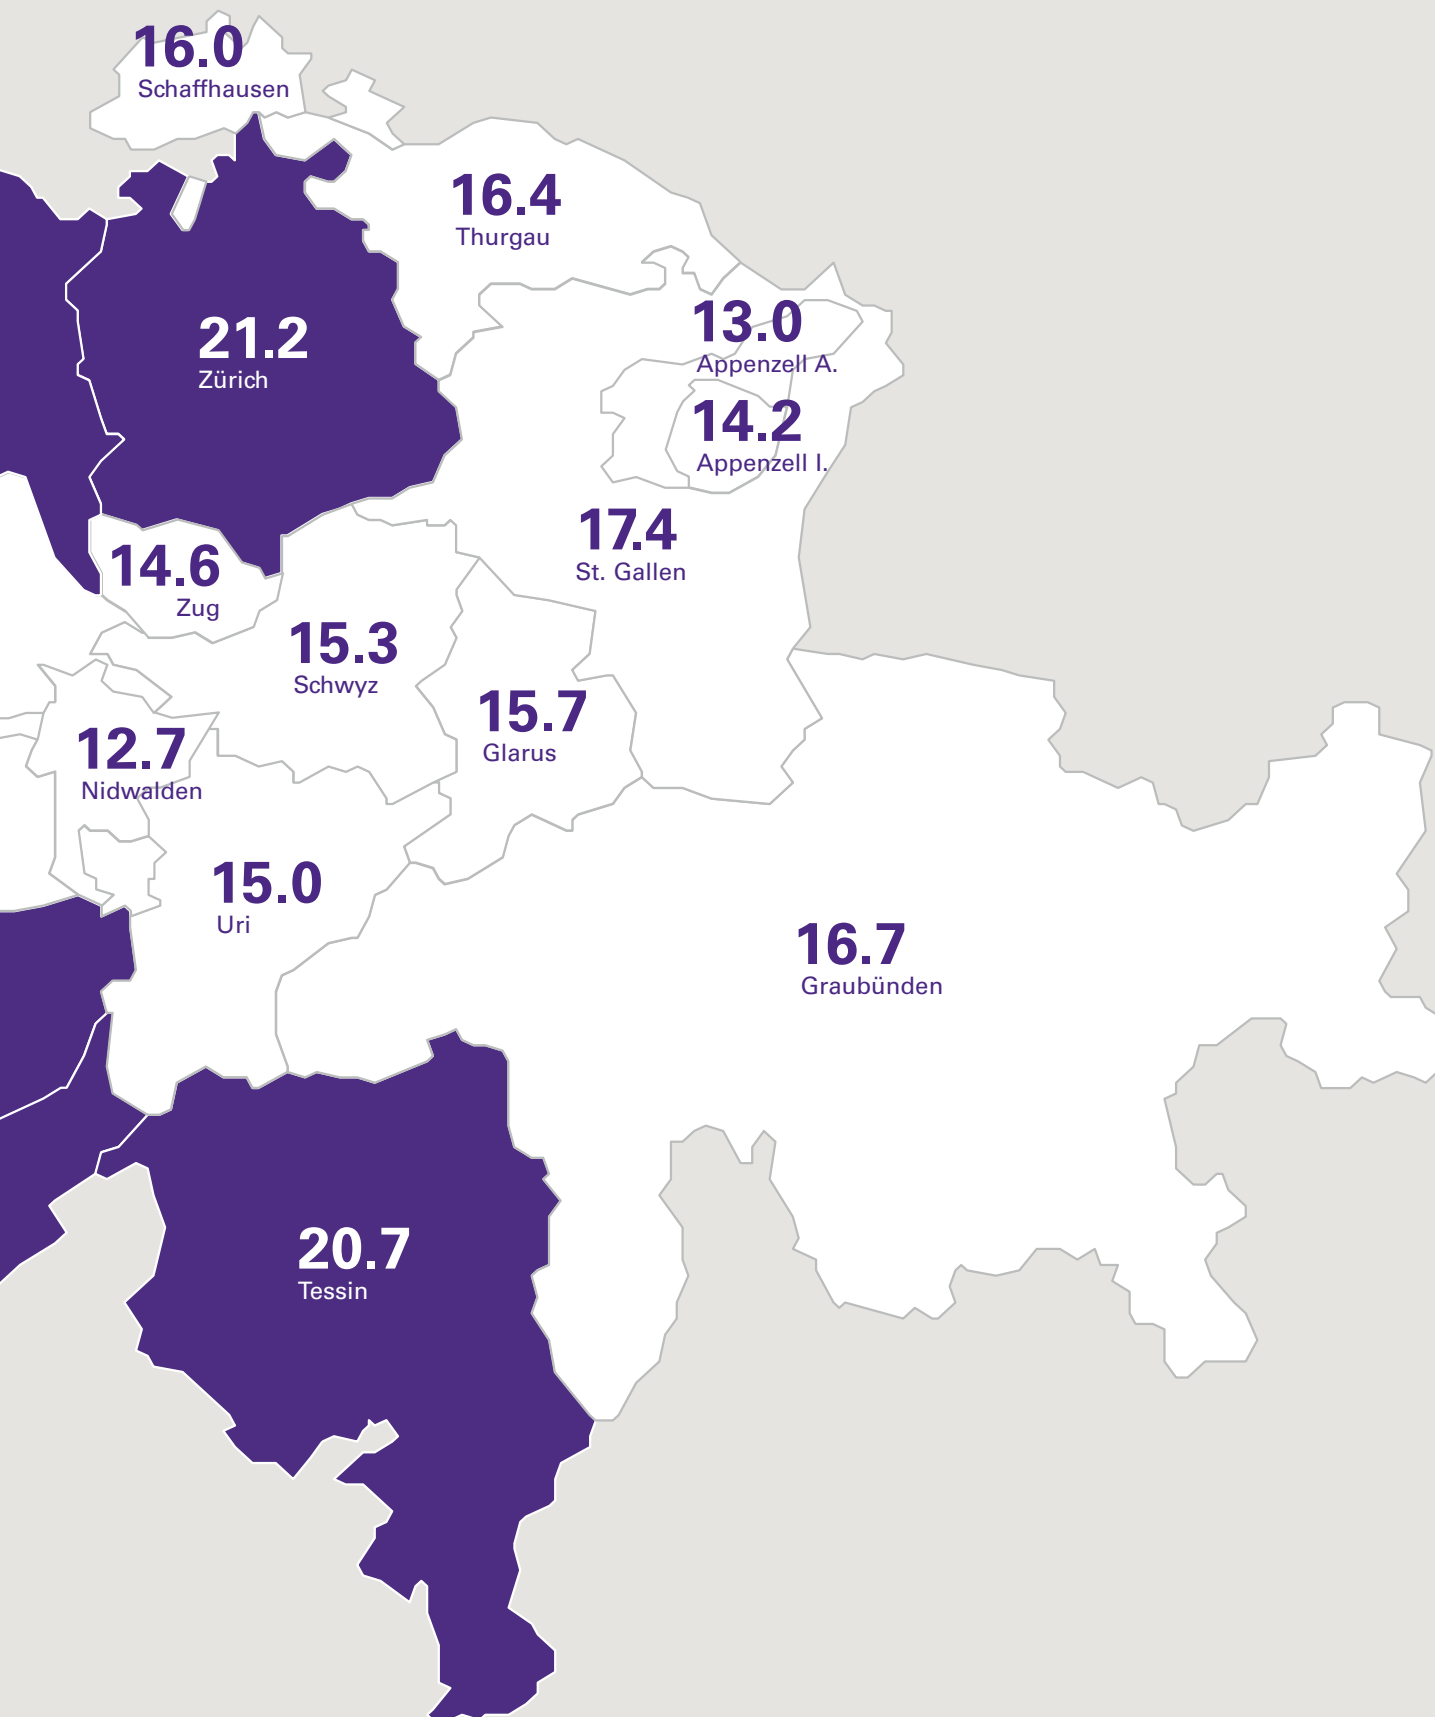 16.0
Schaffhausen
16.4
Thurgau
13.0
Appenzell A.
21.2
Zürich
14.2
Appenzell I.
17.4
St. Gallen
14.6
Zug
15.3
Schwyz
15.7
Glarus
12.7
Nidwalden
15.0
Uri
16.7
Graubünden
20.7
Tessin